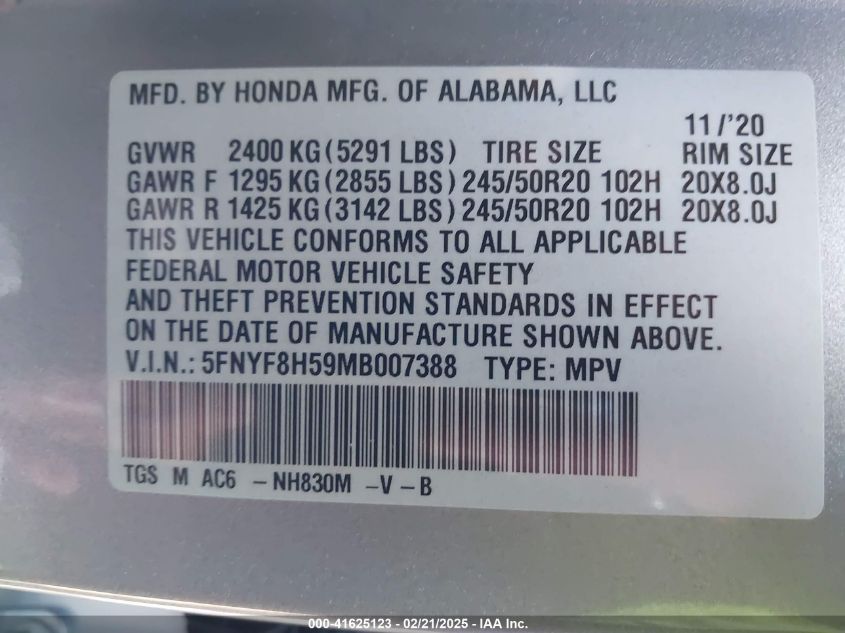 MFD. BY HONDA MFG. OF ALABAMA, LLC
11/'20
GVWR 2400 KG (5291 LBS) TIRE SIZE RIM SIZE
GAWR F 1295 KG (2855 LBS) 245/50R20 102H 20X8.0J
GAWR R 1425 KG (3142 LBS) 245/50R20 102H 20X8.0J
THIS VEHICLE CONFORMS TO ALL APPLICABLE
FEDERAL MOTOR VEHICLE SAFETY
AND THEFT PREVENTION STANDARDS IN EFFECT
ON THE DATE OF MANUFACTURE SHOWN ABOVE.
V.I.N.: 5FNYF8H59MB007388 TYPE: MPV
TGS M AC6 – NH830M – V – B
000-41625123 - 02/21/2025 - IAA Inc.